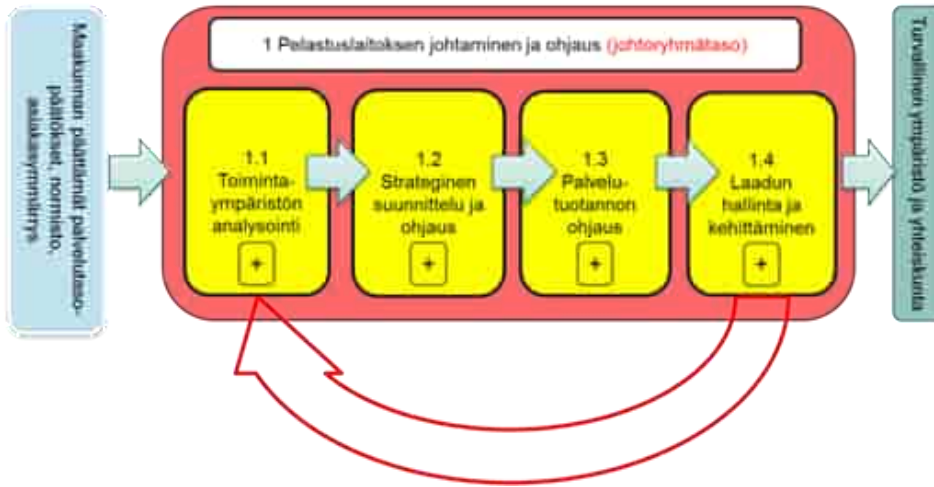 Maakunnan päättämät palvelutaso-
päätökset, normisto,
asiakasymmärrys
1 Pelastuslaitoksen johtaminen ja ohjaus (johtoryhmätaso)
1.1
Toiminta-
ympäristön
analysointi
+
1.2
Strateginen
suunnittelu ja
ohjaus
+
1.3
Palvelu-
tuotannon
ohjaus
+
1.4
Laadun
hallinta ja
kehittäminen
+
Turvallinen ympäristö ja yhteiskunta